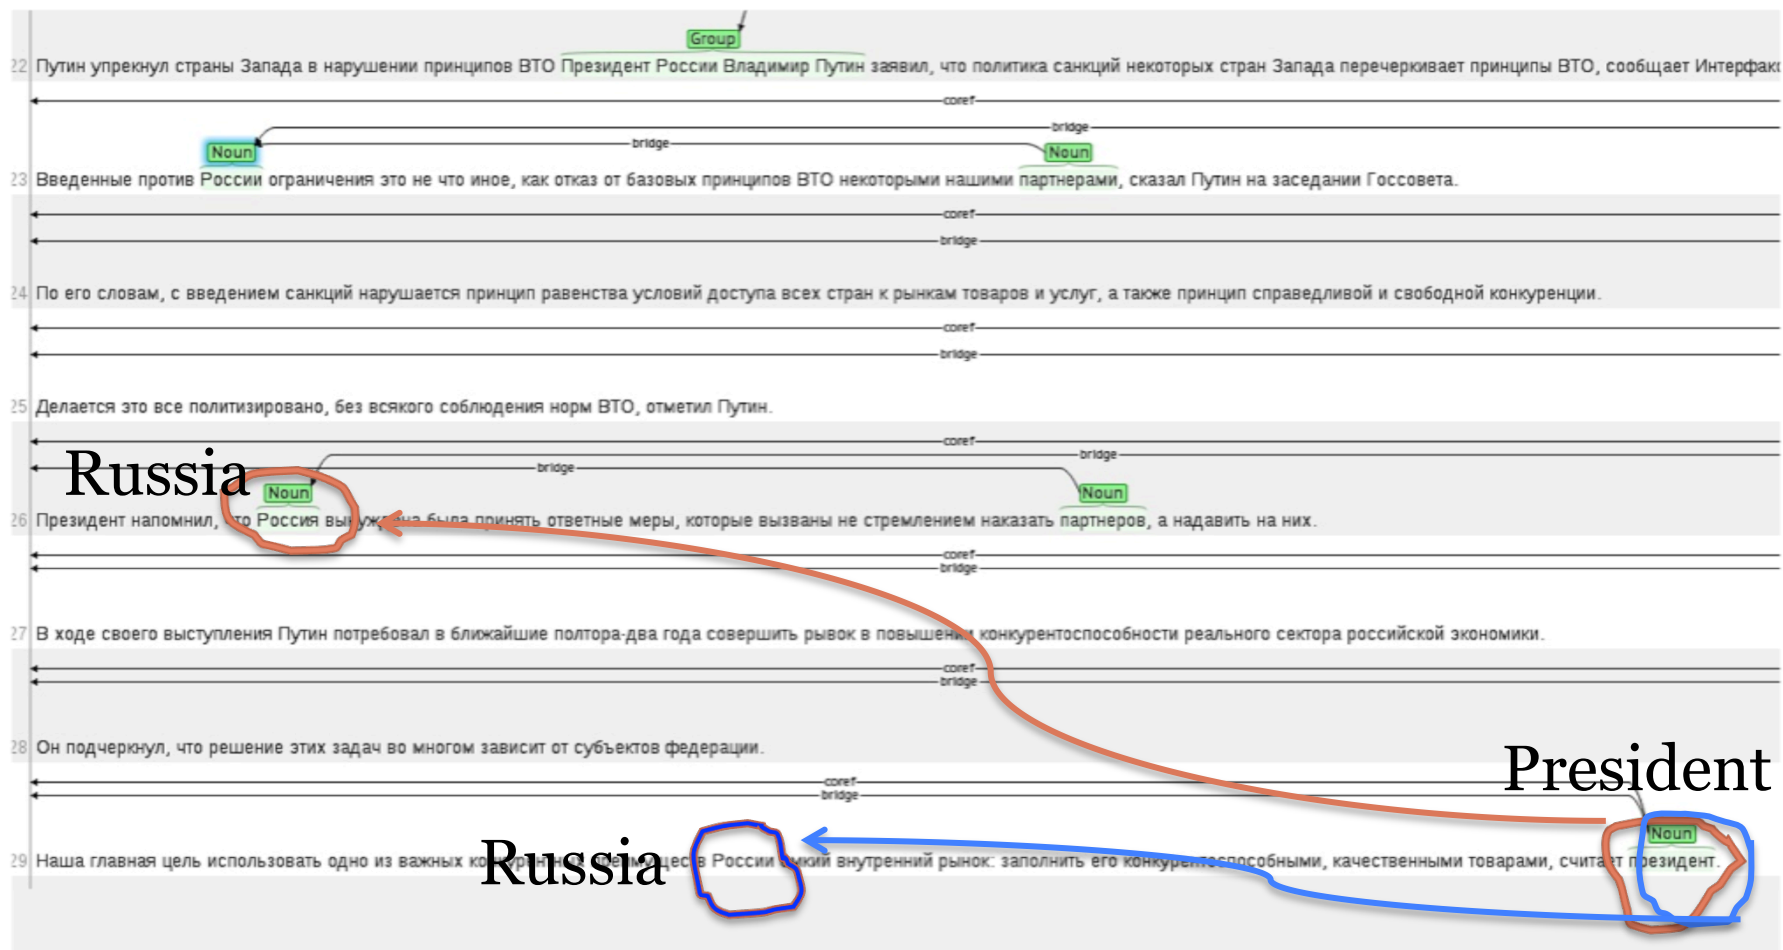 Group
22 Путин упрекнул страны Запада в нарушении принципов ВТО Президент России Владимир Путин заявил, что политика санкций некоторых стран Запада перечеркивает принципы ВТО, сообщает Интерфакс
coref
bridge
bridge
Noun Noun
23 Введенные против России ограничения это не что иное, как отказ от базовых принципов ВТО некоторыми нашими партнерами, сказал Путин на заседании Госсовета.
coref
bridge
24 По его словам, с введением санкций нарушается принцип равенства условий доступа всех стран к рынкам товаров и услуг, а также принцип справедливой и свободной конкуренции.
coref
bridge
25 Делается это все политизировано, без всякого соблюдения норм ВТО, отметил Путин.
coref
bridge
Russia bridge
Noun Noun
26 Президент напомнил, что Россия вынуждена была принять ответные меры, которые вызваны не стремлением наказать партнеров, а надавить на них.
coref
bridge
27 В ходе своего выступления Путин потребовал в ближайшие полтора-два года совершить рывок в повышении конкурентоспособности реального сектора российской экономики.
coref
bridge
28 Он подчеркнул, что решение этих задач во многом зависит от субъектов федерации.
President
coref
bridge
Noun
29 Наша главная цель использовать одно из важных конкурентных преимуществ России емкий внутренний рынок: заполнить его конкурентоспособными, качественными товарами, считает президент.
Russia